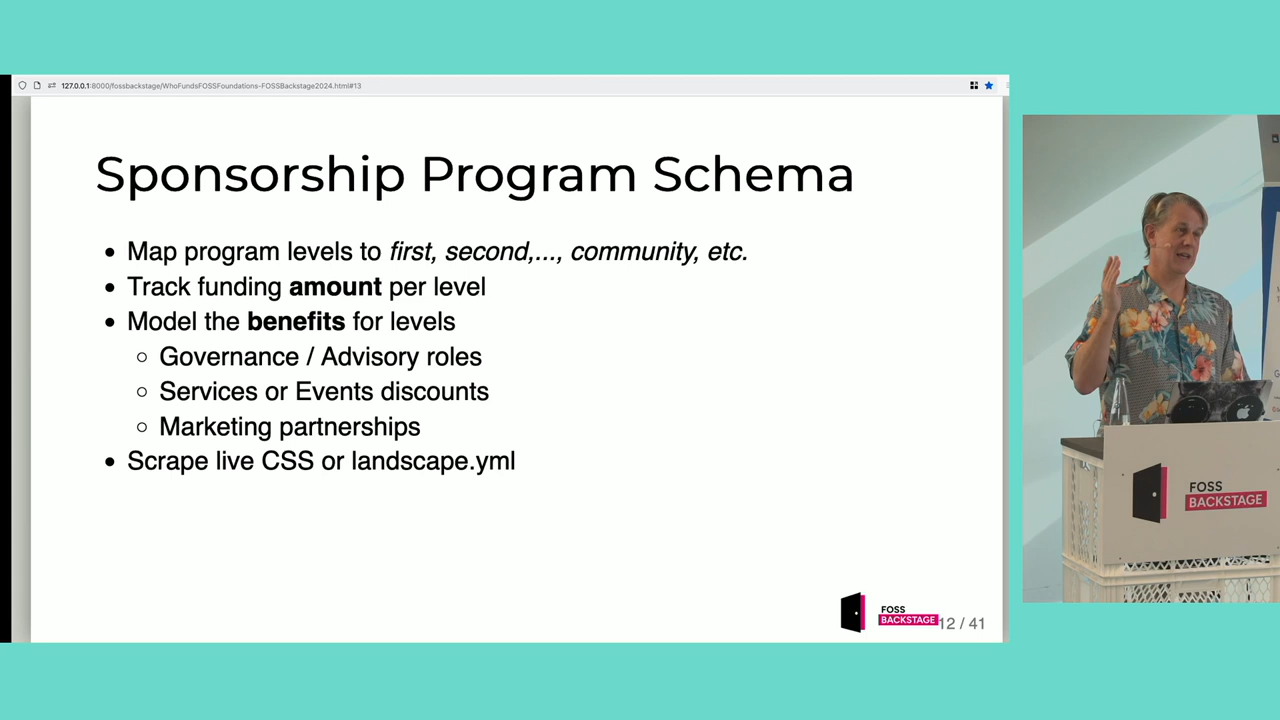 127.0.0.1:8000/fossbackstage/WhoFundsFOSSFoundations-FOSSBackstage2024.html#13
Sponsorship Program Schema
• Map program levels to first, second,..., community, etc.
• Track funding amount per level
• Model the benefits for levels
○ Governance / Advisory roles
○ Services or Events discounts
○ Marketing partnerships
• Scrape live CSS or landscape.yml
FOSS
BACKSTAGE
12 / 41
FOSS
BACKSTAGE